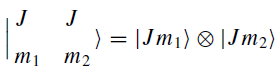 | J J
m₁ m₂ ⟩ = |Jm₁⟩ ⊗ |Jm₂⟩